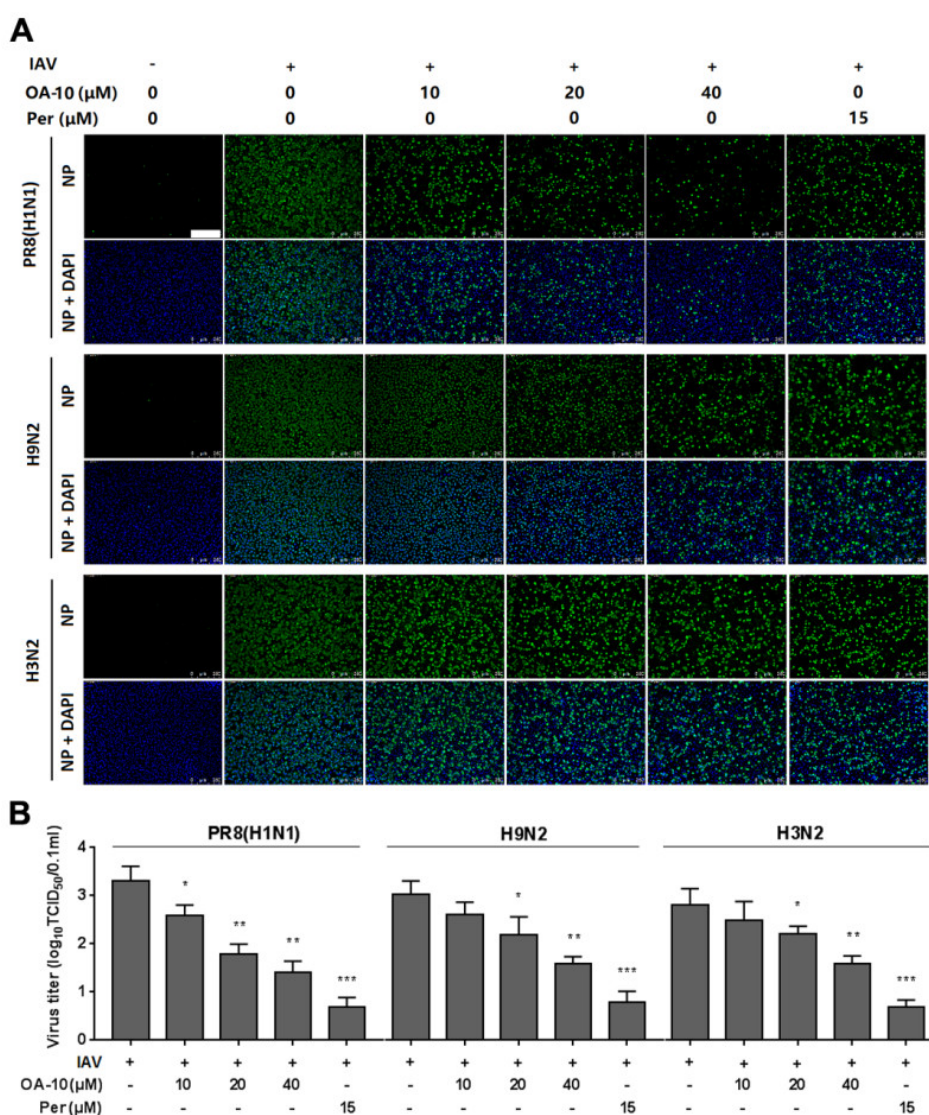 A
IAV - + + + + +
OA-10 (μM) 0 0 10 20 40 0
Per (μM) 0 0 0 0 0 15
PR8(H1N1)
NP
NP + DAPI
H9N2
NP
NP + DAPI
H3N2
NP
NP + DAPI
B
PR8(H1N1) H9N2 H3N2
Virus titer (log10TCID50/0.1ml)
4
3
2
1
0
* ** ** ***
* ** ***
* ** ***
IAV + + + + + + + + + + + + + + +
OA-10 (μM) - 10 20 40 - - 10 20 40 - - 10 20 40 -
Per (μM) - - - - 15 - - - - 15 - - - - 15